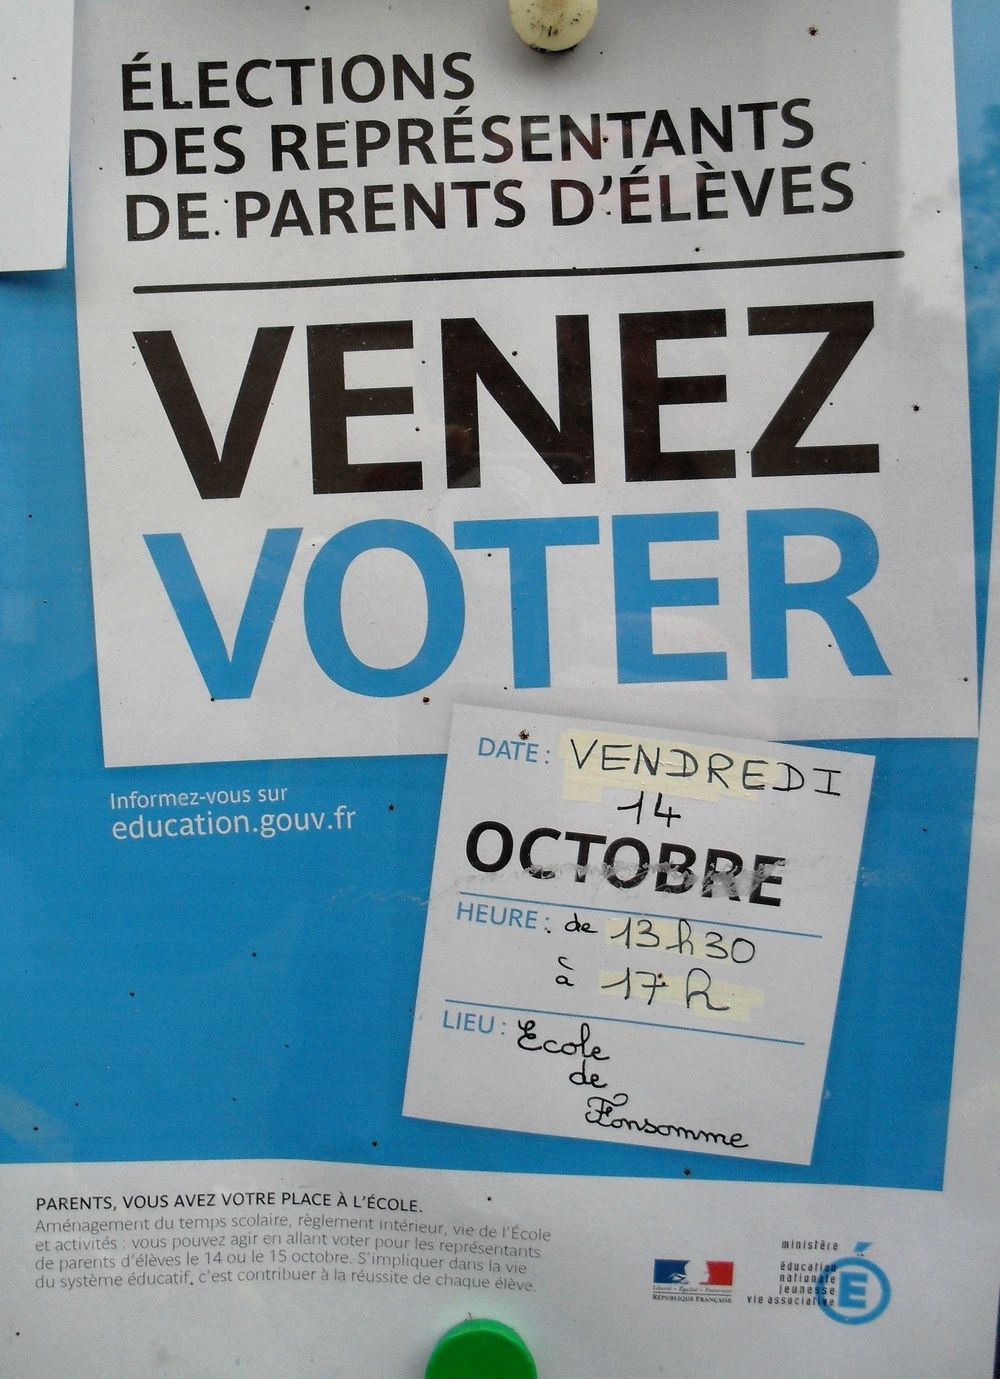 ÉLECTIONS
DES REPRÉSENTANTS
DE PARENTS D'ÉLÈVES
VENEZ
VOTER
Informez-vous sur
education.gouv.fr
DATE : VENDREDI
14
OCTOBRE
HEURE : de 13h30
à 17h
LIEU : Ecole
de
Fonsomme
PARENTS, VOUS AVEZ VOTRE PLACE À L'ÉCOLE.
Aménagement du temps scolaire, règlement intérieur, vie de l'École
et activités : vous pouvez agir en allant voter pour les représentants
de parents d'élèves le 14 ou le 15 octobre. S'impliquer dans la vie
du système éducatif, c'est contribuer à la réussite de chaque élève.
Liberté • Égalité • Fraternité
RÉPUBLIQUE FRANÇAISE
ministère
éducation
nationale
jeunesse
vie associative
É